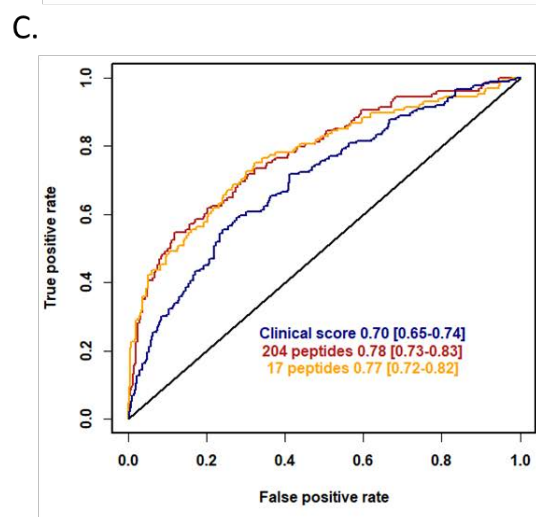 C.
1.0
0.8
0.6
0.4
0.2
0.0
True positive rate
Clinical score 0.70 [0.65-0.74]
204 peptides 0.78 [0.73-0.83]
17 peptides 0.77 [0.72-0.82]
0.0 0.2 0.4 0.6 0.8 1.0
False positive rate